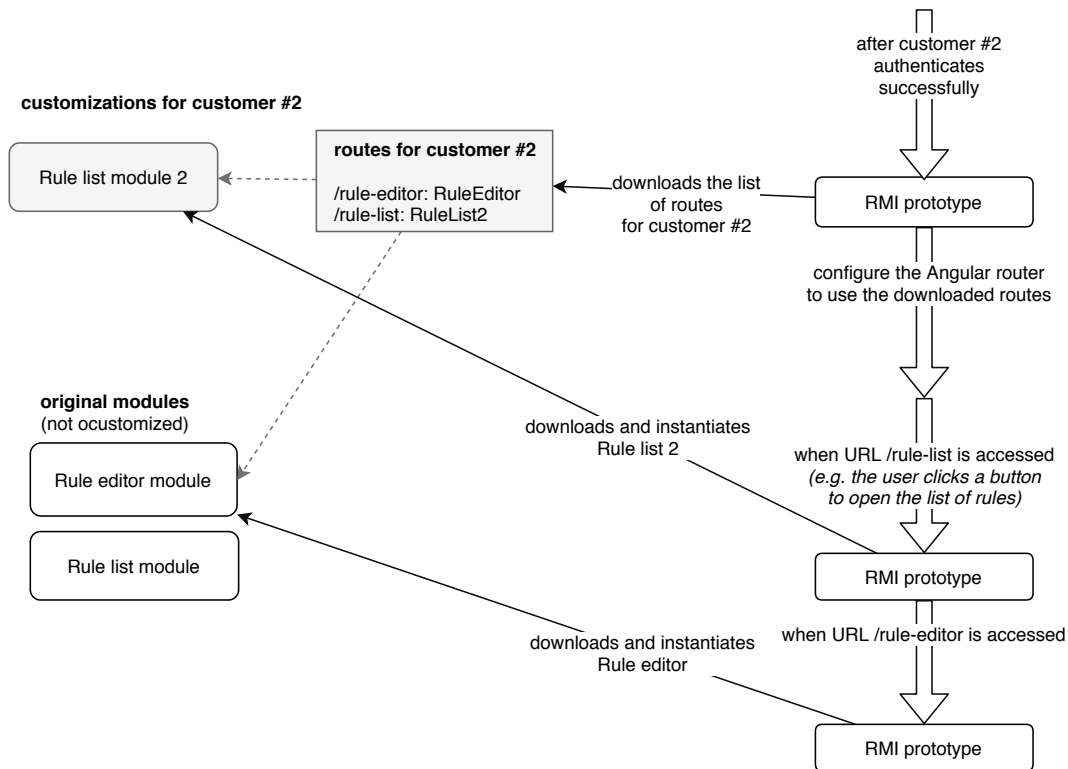 after customer #2
authenticates
successfully
customizations for customer #2
Rule list module 2
routes for customer #2
/rule-editor: RuleEditor
/rule-list: RuleList2
downloads the list
of routes
for customer #2
RMI prototype
configure the Angular router
to use the downloaded routes
original modules
(not ocustomized)
Rule editor module
Rule list module
downloads and instantiates
Rule list 2
when URL /rule-list is accessed
(e.g. the user clicks a button
to open the list of rules)
RMI prototype
when URL /rule-editor is accessed
downloads and instantiates
Rule editor
RMI prototype